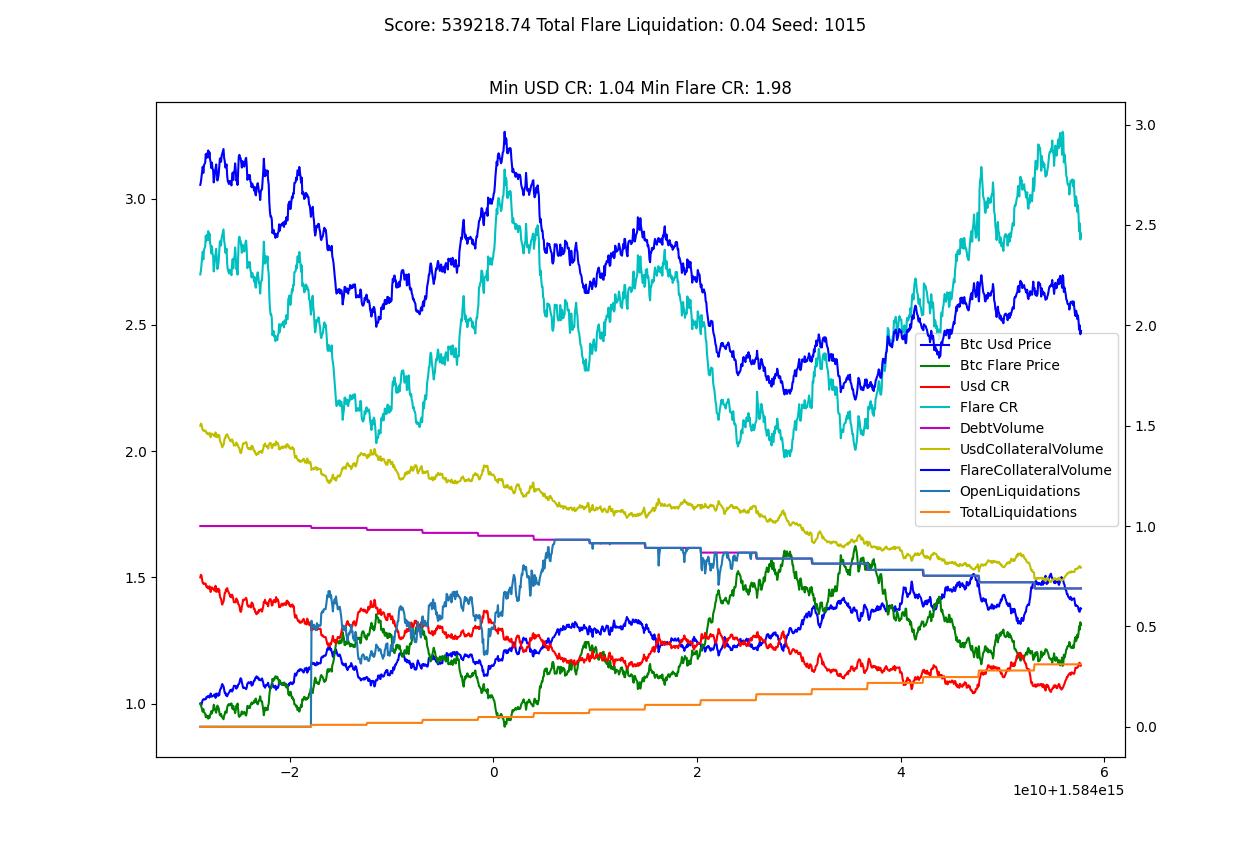 Score: 539218.74 Total Flare Liquidation: 0.04 Seed: 1015
Min USD CR: 1.04 Min Flare CR: 1.98
3.0
2.5
2.0
1.5
1.0
3.0
2.5
2.0
1.5
1.0
0.5
0.0
Btc Usd Price
Btc Flare Price
Usd CR
Flare CR
DebtVolume
UsdCollateralVolume
FlareCollateralVolume
OpenLiquidations
TotalLiquidations
−2 0 2 4 6
1e10+1.584e15